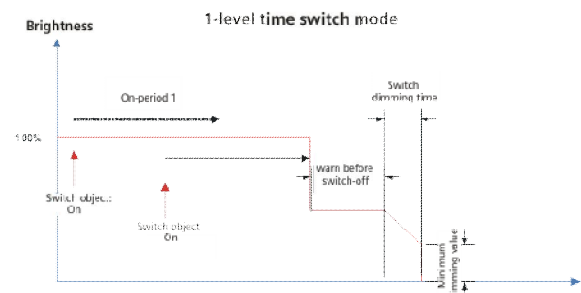 1-level time switch mode
Brightness
Switch
dimming time
On-period 1
100%
warn before
switch-off
Switch object:
On
Switch object
On
Minimum
dimming value